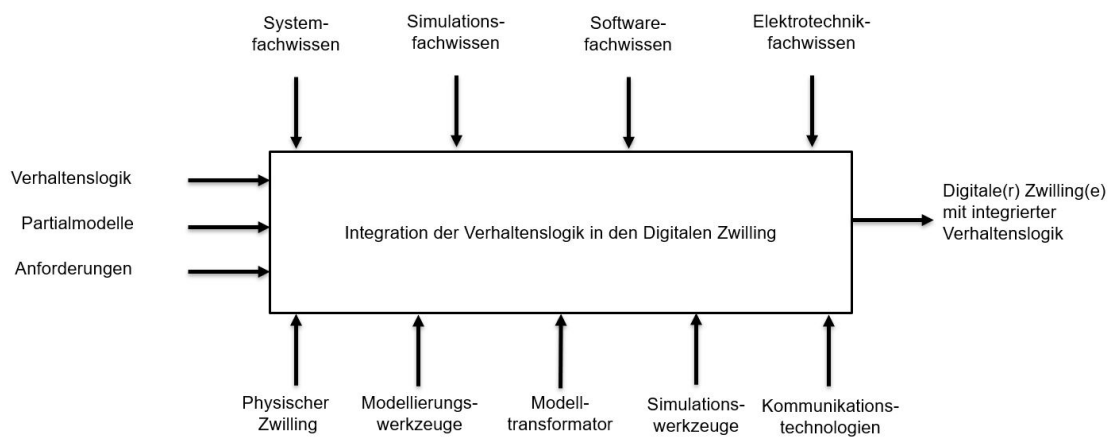 System-
fachwissen
Simulations-
fachwissen
Software-
fachwissen
Elektrotechnik-
fachwissen
Verhaltenslogik
Partialmodelle
Anforderungen
Integration der Verhaltenslogik in den Digitalen Zwilling
Digitale(r) Zwilling(e)
mit integrierter
Verhaltenslogik
Physischer
Zwilling
Modellierungs-
werkzeuge
Modell-
transformator
Simulations-
werkzeuge
Kommunikations-
technologien